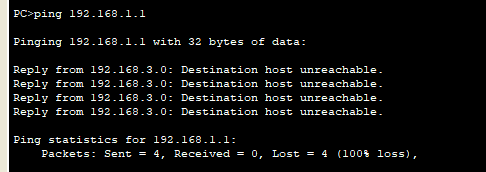 PC>ping 192.168.1.1
Pinging 192.168.1.1 with 32 bytes of data:
Reply from 192.168.3.0: Destination host unreachable.
Reply from 192.168.3.0: Destination host unreachable.
Reply from 192.168.3.0: Destination host unreachable.
Reply from 192.168.3.0: Destination host unreachable.
Ping statistics for 192.168.1.1:
Packets: Sent = 4, Received = 0, Lost = 4 (100% loss),